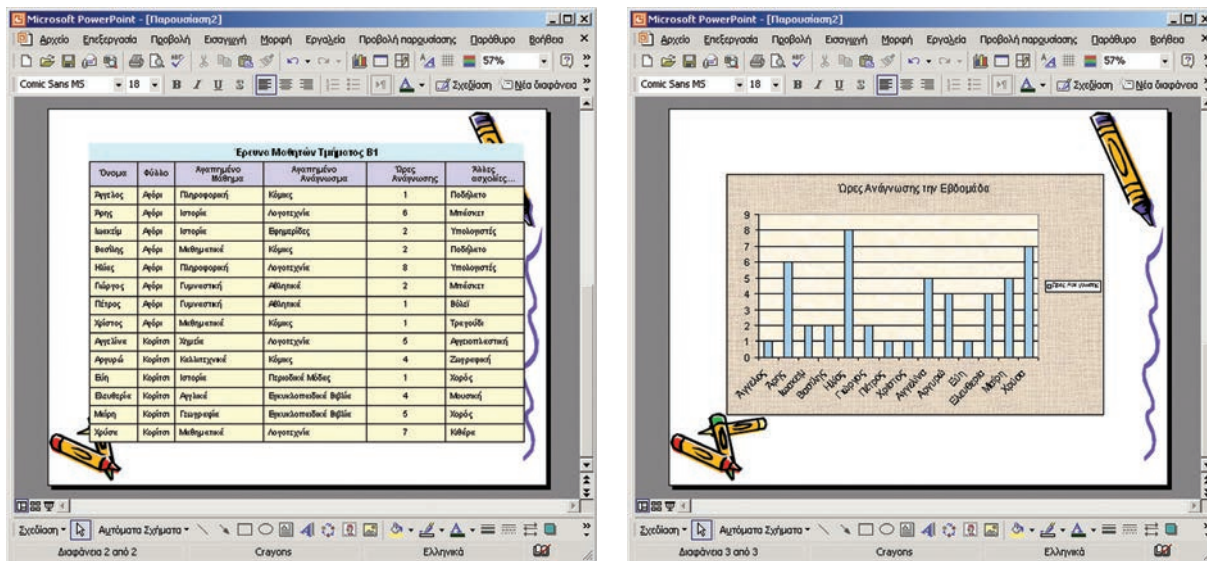 Microsoft PowerPoint - [Παρουσίαση2]
Αρχείο Επεξεργασία Προβολή Εισαγωγή Μορφή Εργαλεία Προβολή παρουσίασης Παράθυρο Βοήθεια
57%
Comic Sans MS 18 B I U S Σχεδίαση Νέα διαφάνεια
Έρευνα Μαθητών Τμήματος Β1
Όνομα Φύλλο Αγαπημένο Μάθημα Αγαπημένο Ανάγνωσμα Ώρες Ανάγνωσης Άλλες ασχολίες...
Άγγελος Αγόρι Πληροφορική Κόμικς 1 Ποδήλατο
Άρης Αγόρι Ιστορία Λογοτεχνία 6 Μπάσκετ
Ιωακείμ Αγόρι Ιστορία Εφημερίδες 2 Υπολογιστές
Βασίλης Αγόρι Μαθηματικά Κόμικς 2 Ποδήλατο
Ηλίας Αγόρι Πληροφορική Λογοτεχνία 8 Υπολογιστές
Γιώργος Αγόρι Γυμναστική Αθλητικά 2 Μπάσκετ
Πέτρος Αγόρι Γυμναστική Αθλητικά 1 Βόλεϊ
Χρίστος Αγόρι Μαθηματικά Κόμικς 1 Τραγούδι
Αγγελίνα Κορίτσι Χημεία Λογοτεχνία 5 Αγγειοπλαστική
Αργυρώ Κορίτσι Καλλιτεχνικά Κόμικς 4 Ζωγραφική
Εύη Κορίτσι Ιστορία Περιοδικά Μόδας 1 Χορός
Ελευθερία Κορίτσι Αγγλικά Εγκυκλοπαιδικά Βιβλία 4 Μουσική
Μαίρη Κορίτσι Γεωγραφία Εγκυκλοπαιδικά Βιβλία 5 Χορός
Χρύσα Κορίτσι Μαθηματικά Λογοτεχνία 7 Κιθάρα
Σχεδίαση Αυτόματα Σχήματα
Διαφάνεια 2 από 2 Crayons Ελληνικά
Microsoft PowerPoint - [Παρουσίαση2]
Αρχείο Επεξεργασία Προβολή Εισαγωγή Μορφή Εργαλεία Προβολή παρουσίασης Παράθυρο Βοήθεια
57%
Comic Sans MS 18 B I U S Σχεδίαση Νέα διαφάνεια
Ώρες Ανάγνωσης την Εβδομάδα
9
8
7
6
5
4
3
2
1
0
Άγγελος Άρης Ιωακείμ Βασίλης Ηλίας Γιώργος Πέτρος Χρίστος Αγγελίνα Αργυρώ Εύη Ελευθερία Μαίρη Χρύσα
Σχεδίαση Αυτόματα Σχήματα
Διαφάνεια 3 από 3 Crayons Ελληνικά